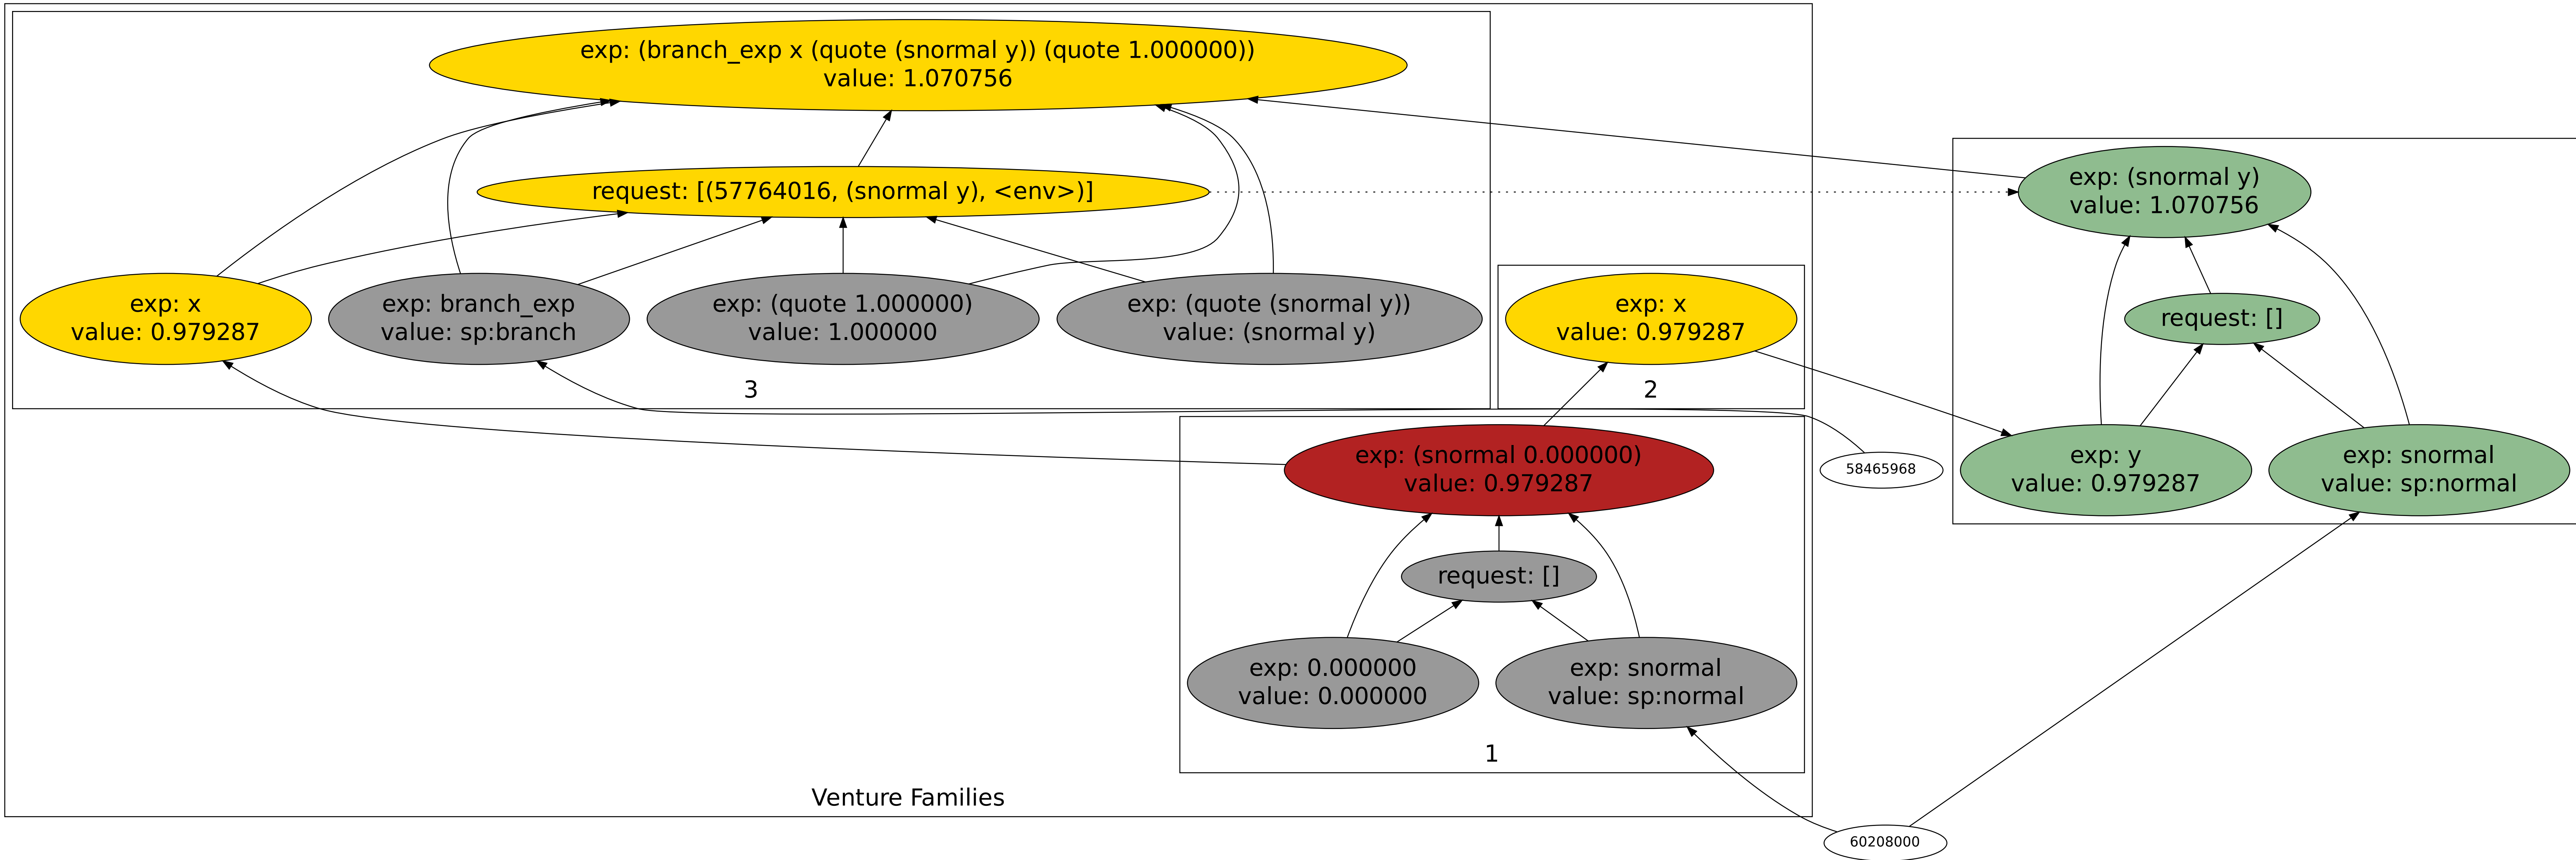 exp: (branch_exp x (quote (snormal y)) (quote 1.000000))
value: 1.070756
request: [(57764016, (snormal y), <env>)]
exp: x
value: 0.979287
exp: branch_exp
value: sp:branch
exp: (quote 1.000000)
value: 1.000000
exp: (quote (snormal y))
value: (snormal y)
3
exp: x
value: 0.979287
2
exp: (snormal y)
value: 1.070756
request: []
exp: y
value: 0.979287
exp: snormal
value: sp:normal
58465968
exp: (snormal 0.000000)
value: 0.979287
request: []
exp: 0.000000
value: 0.000000
exp: snormal
value: sp:normal
1
Venture Families
60208000